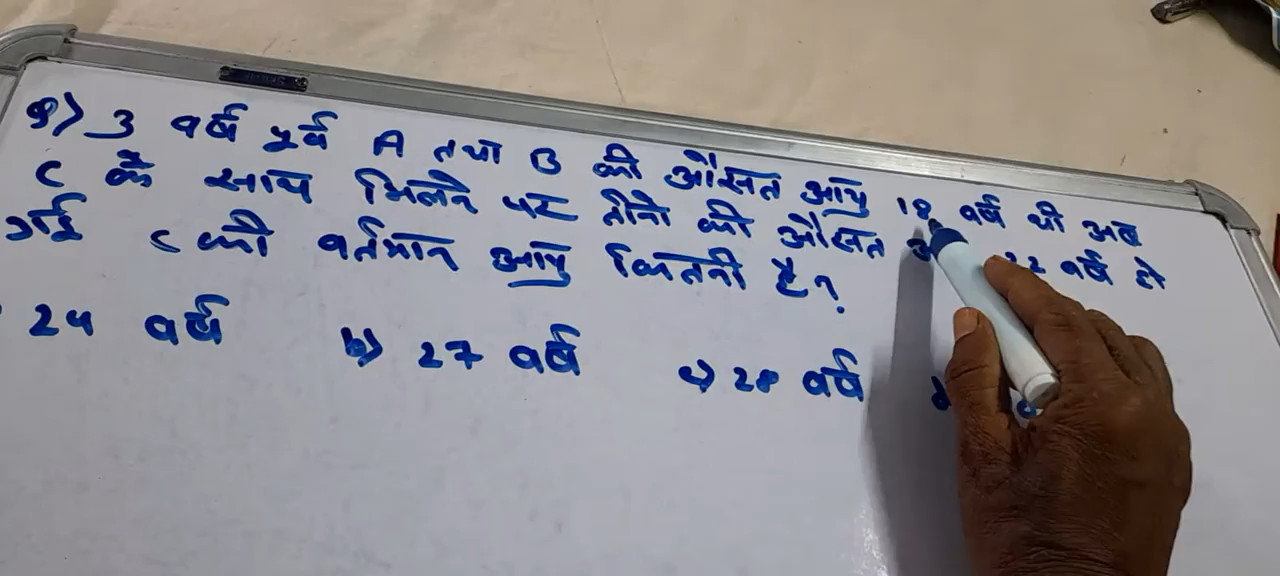 Q) 3 वर्ष पूर्व A तथा B की औसत आयु 18 वर्ष थी अब
C के साथ मिलने पर तीनो की औसत 22 वर्ष हो
गई C की वर्तमान आयु कितनी है?
24 वर्ष b) 27 वर्ष c) 28 वर्ष